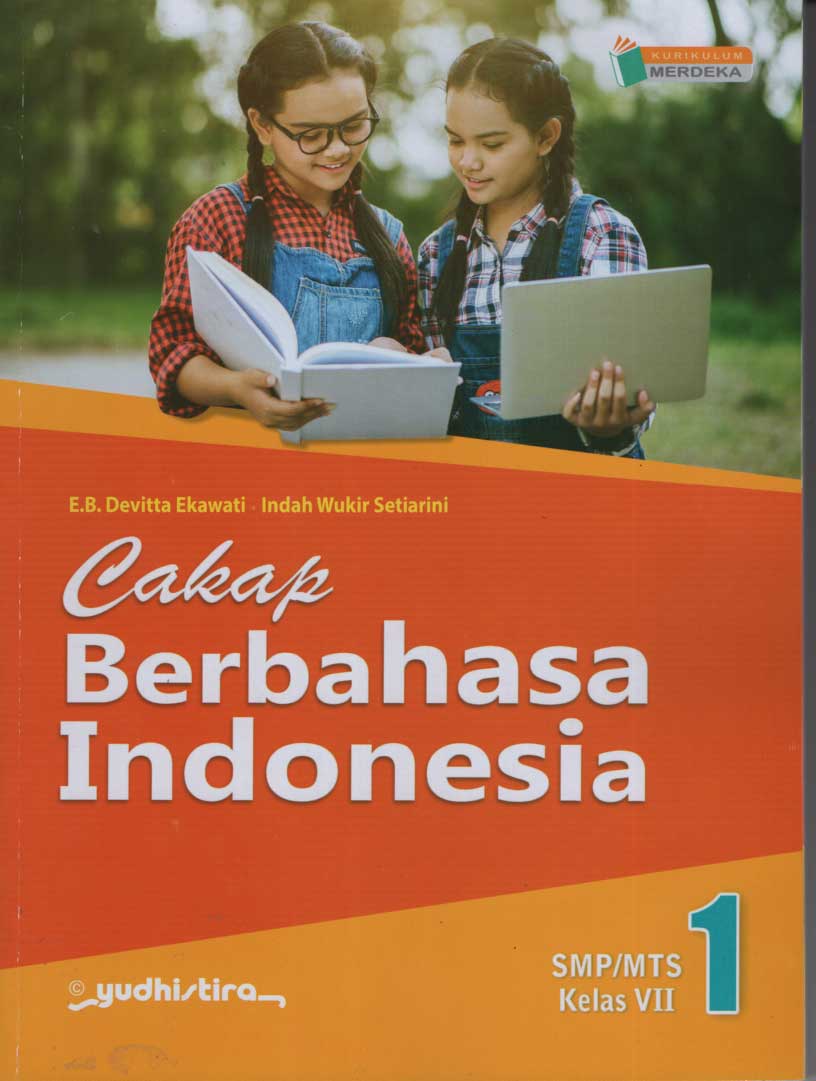 KURIKULUM
MERDEKA
E.B. Devitta Ekawati · Indah Wukir Setiarini
Cakap
Berbahasa
Indonesia
SMP/MTS
Kelas VII
1
© yudhistira